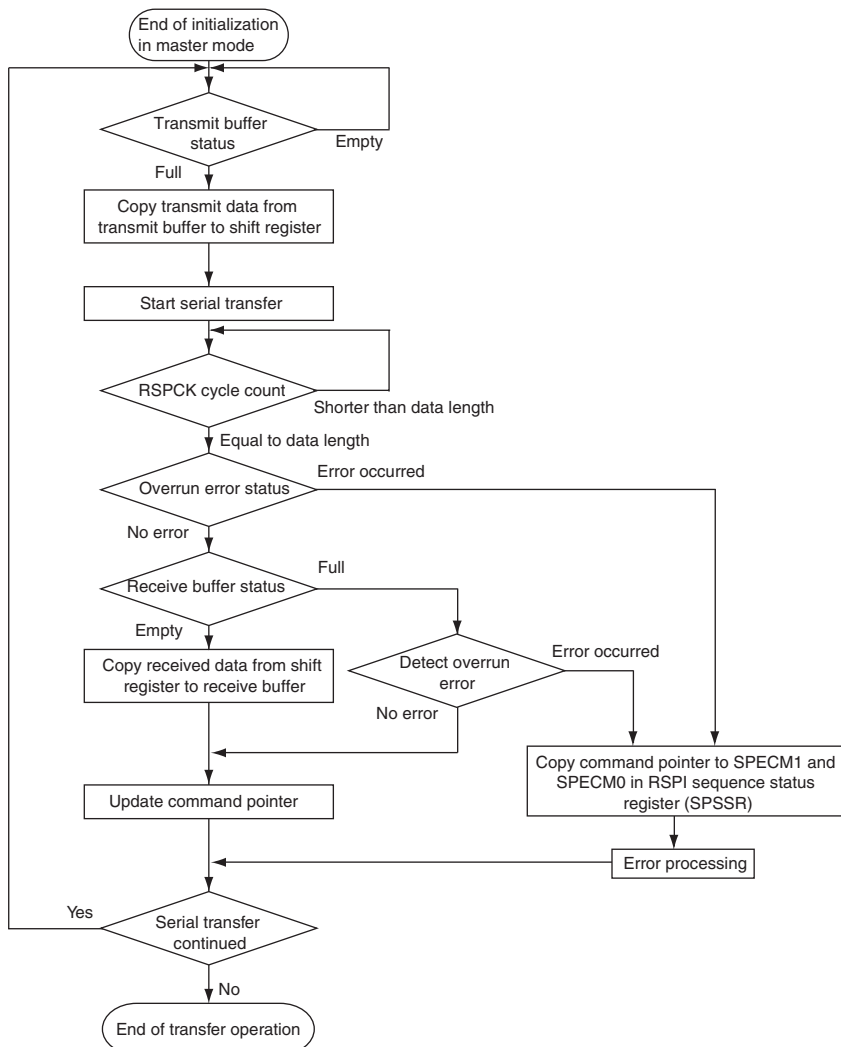 End of initialization
in master mode
Transmit buffer
status
Empty
Full
Copy transmit data from
transmit buffer to shift register
Start serial transfer
RSPCK cycle count
Shorter than data length
Equal to data length
Error occurred
Overrun error status
No error
Full
Receive buffer status
Empty
Copy received data from shift
register to receive buffer
Detect overrun
error
Error occurred
No error
Copy command pointer to SPECM1 and
SPECM0 in RSPI sequence status
register (SPSSR)
Update command pointer
Error processing
Yes
Serial transfer
continued
No
End of transfer operation